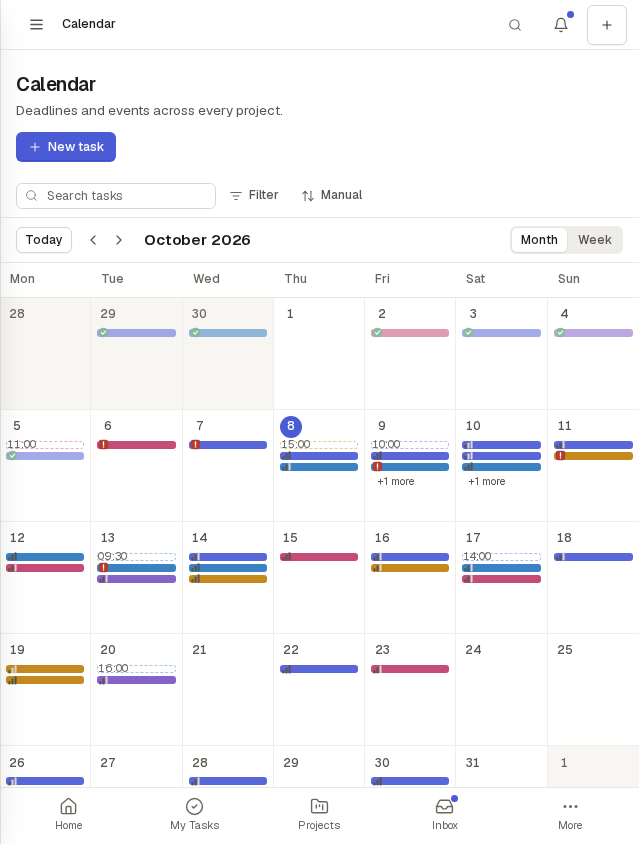 Calendar
Calendar
Deadlines and events across every project.
New task
Search tasks
Filter
Manual
Today
October 2026
Month
Week
Mon Tue Wed Thu Fri Sat Sun
28 29 30 1 2 3 4
5 6 7 8 9 10 11
11:00 15:00 10:00
+1 more +1 more
12 13 14 15 16 17 18
09:30 14:00
19 20 21 22 23 24 25
16:00
26 27 28 29 30 31 1
Home My Tasks Projects Inbox More